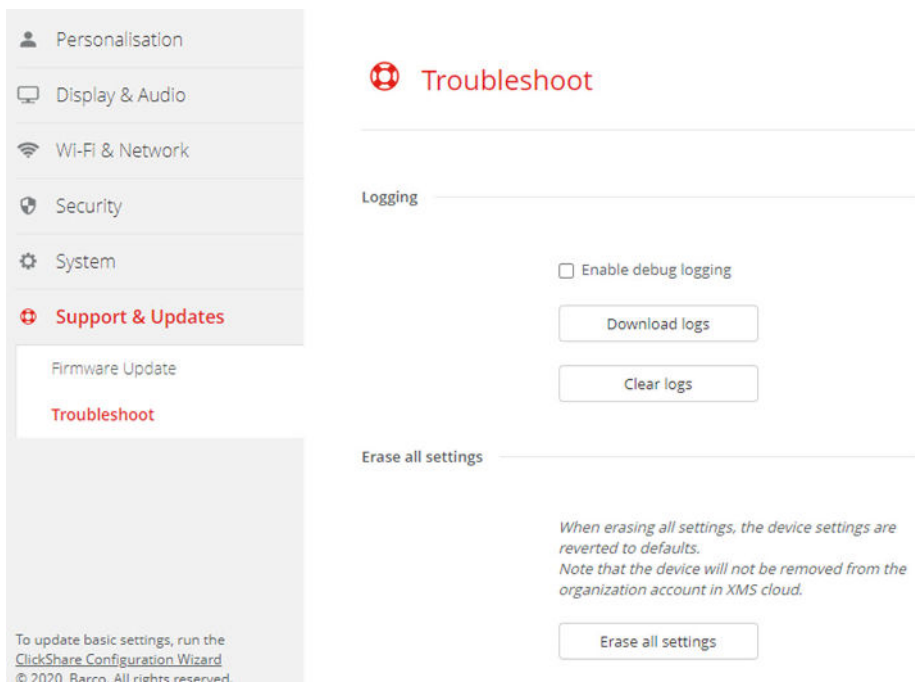 Personalisation
Display & Audio
Wi-Fi & Network
Security
System
Support & Updates
Firmware Update
Troubleshoot
To update basic settings, run the
ClickShare Configuration Wizard
© 2020, Barco. All rights reserved.
Troubleshoot
Logging
Enable debug logging
Download logs
Clear logs
Erase all settings
When erasing all settings, the device settings are
reverted to defaults.
Note that the device will not be removed from the
organization account in XMS cloud.
Erase all settings